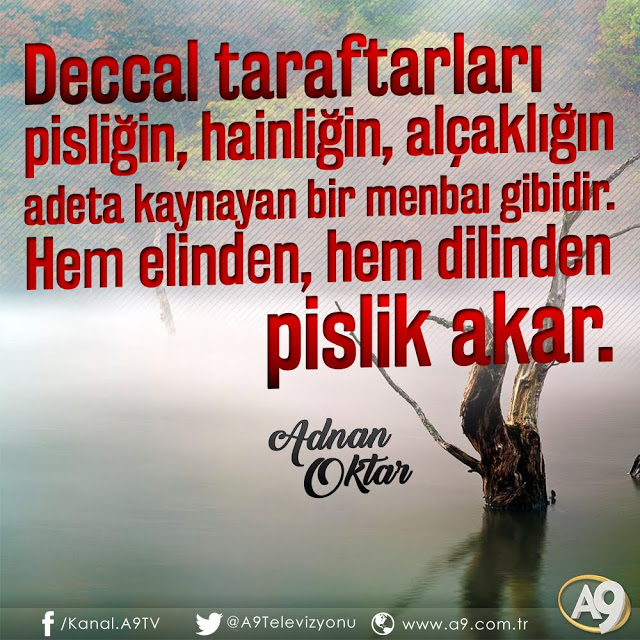 Deccal taraftarları
pisliğin, hainliğin, alçaklığın
adeta kaynayan bir menbaı gibidir.
Hem elinden, hem dilinden
pislik akar.
Adnan
Oktar
f /Kanal.A9TV @A9Televizyonu www.a9.com.tr A9